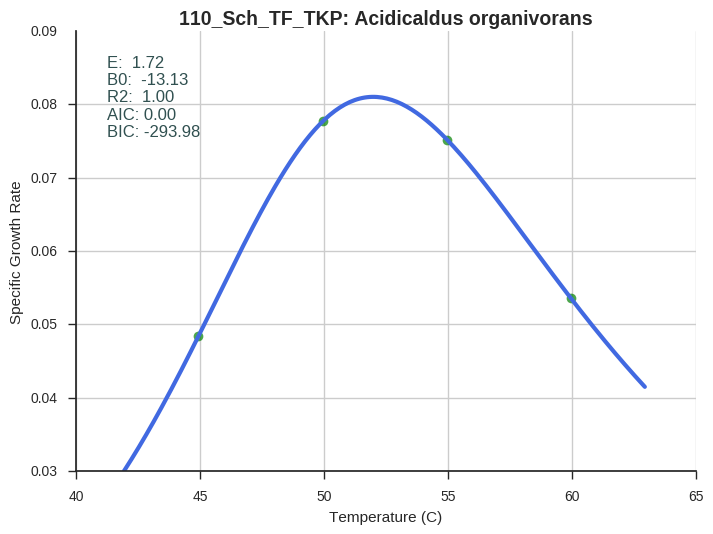 110_Sch_TF_TKP: Acidicaldus organivorans
E:  1.72
B0:  -13.13
R2:  1.00
AIC: 0.00
BIC: -293.98
0.09
0.08
0.07
0.06
0.05
0.04
0.03
Specific Growth Rate
40
45
50
55
60
65
Temperature (C)